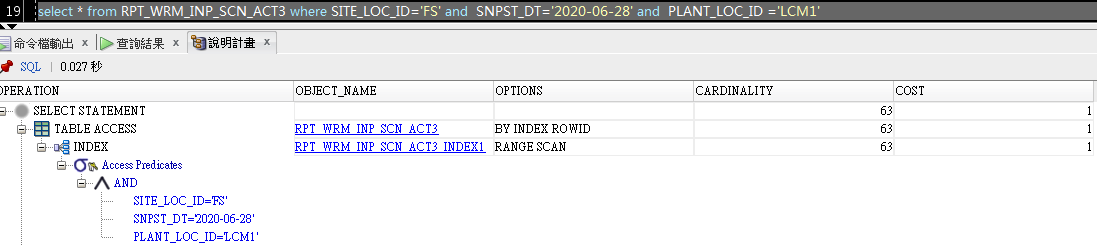 19 select * from RPT_WRM_INP_SCN_ACT3 where SITE_LOC_ID='FS' and SNPST_DT='2020-06-28' and PLANT_LOC_ID ='LCM1'
命令檔輸出 x 查詢結果 x 說明計畫 x
SQL | 0.027 秒
OPERATION OBJECT_NAME OPTIONS CARDINALITY COST
SELECT STATEMENT 63 1
TABLE ACCESS RPT_WRM_INP_SCN_ACT3 BY INDEX ROWID 63 1
INDEX RPT_WRM_INP_SCN_ACT3_INDEX1 RANGE SCAN 63 1
Access Predicates
AND
SITE_LOC_ID='FS'
SNPST_DT='2020-06-28'
PLANT_LOC_ID='LCM1'